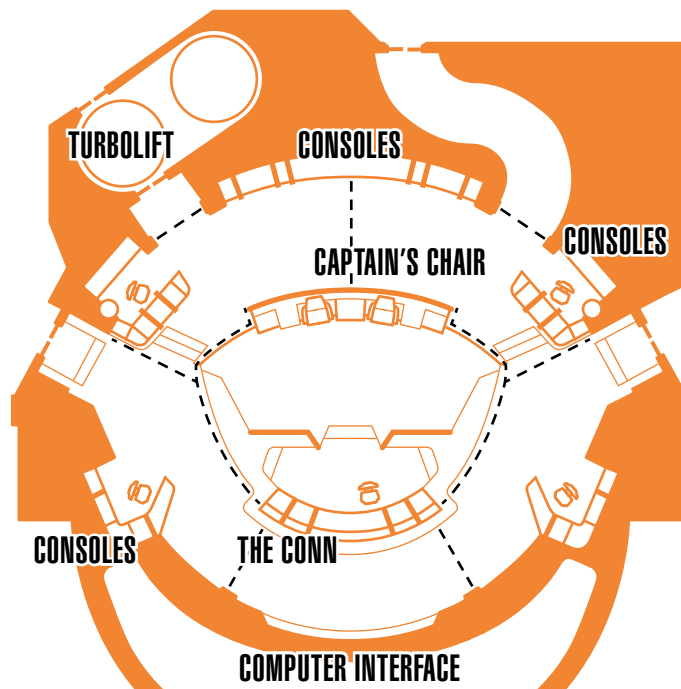 TURBOLIFT
CONSOLES
CONSOLES
CAPTAIN'S CHAIR
CONSOLES
THE CONN
COMPUTER INTERFACE